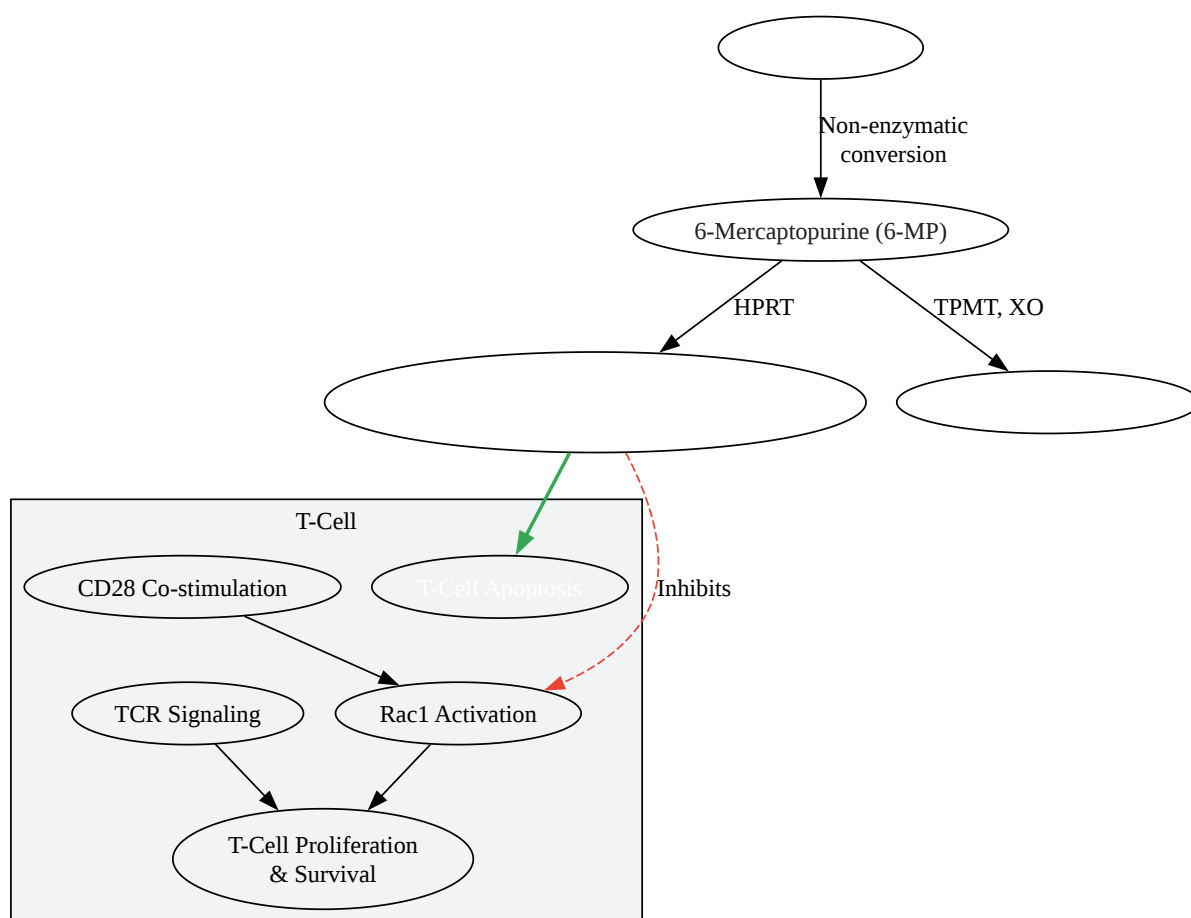 Non-enzymatic
conversion
6-Mercaptopurine (6-MP)
HPRT
TPMT, XO
T-Cell
CD28 Co-stimulation
T-Cell Apoptosis
Inhibits
TCR Signaling
Rac1 Activation
T-Cell Proliferation
& Survival